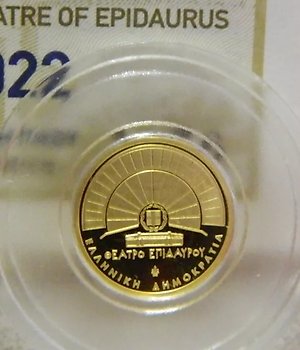 ATRE OF EPIDAURUS
022
ΘΕΑΤΡΟ ΕΠΙΔΑΥΡΟΥ
ΕΛΛΗΝΙΚΗ ΔΗΜΟΚΡΑΤΙΑ